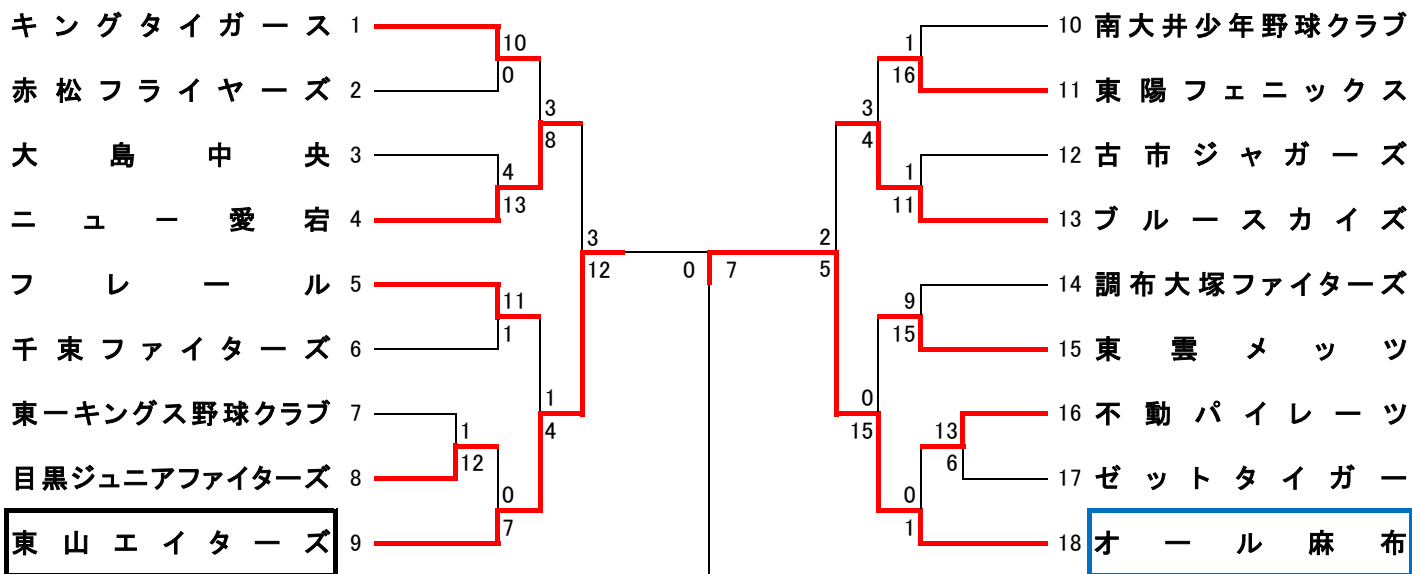 キングタイガース 1
10
0
赤松フライヤーズ 2
3
8
大島中央 3
4
13
ニュー愛宕 4
3
12
フレール 5
11
1
千束ファイターズ 6
東一キングス野球クラブ 7
1
4
1
12
目黒ジュニアファイターズ 8
0
7
東山エイターズ 9
0 7
10 南大井少年野球クラブ
1
16
11 東陽フェニックス
3
4
12 古市ジャガーズ
1
11
13 ブルースカイズ
2
5
14 調布大塚ファイターズ
9
15
15 東雲メッツ
0
15
16 不動パイレーツ
13
6
17 ゼットタイガー
0
1
18 オール麻布